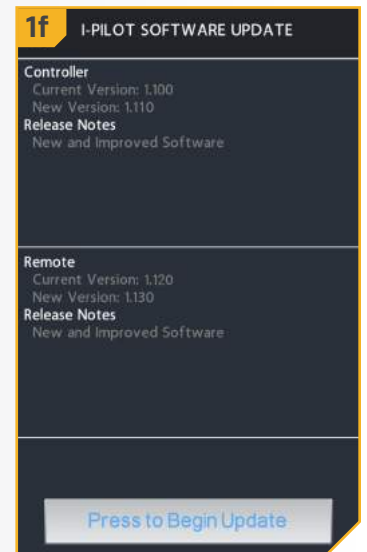 1f
I-PILOT SOFTWARE UPDATE
Controller
Current Version: 1.100
New Version: 1.110
Release Notes
New and Improved Software
Remote
Current Version: 1.120
New Version: 1.130
Release Notes
New and Improved Software
Press to Begin Update